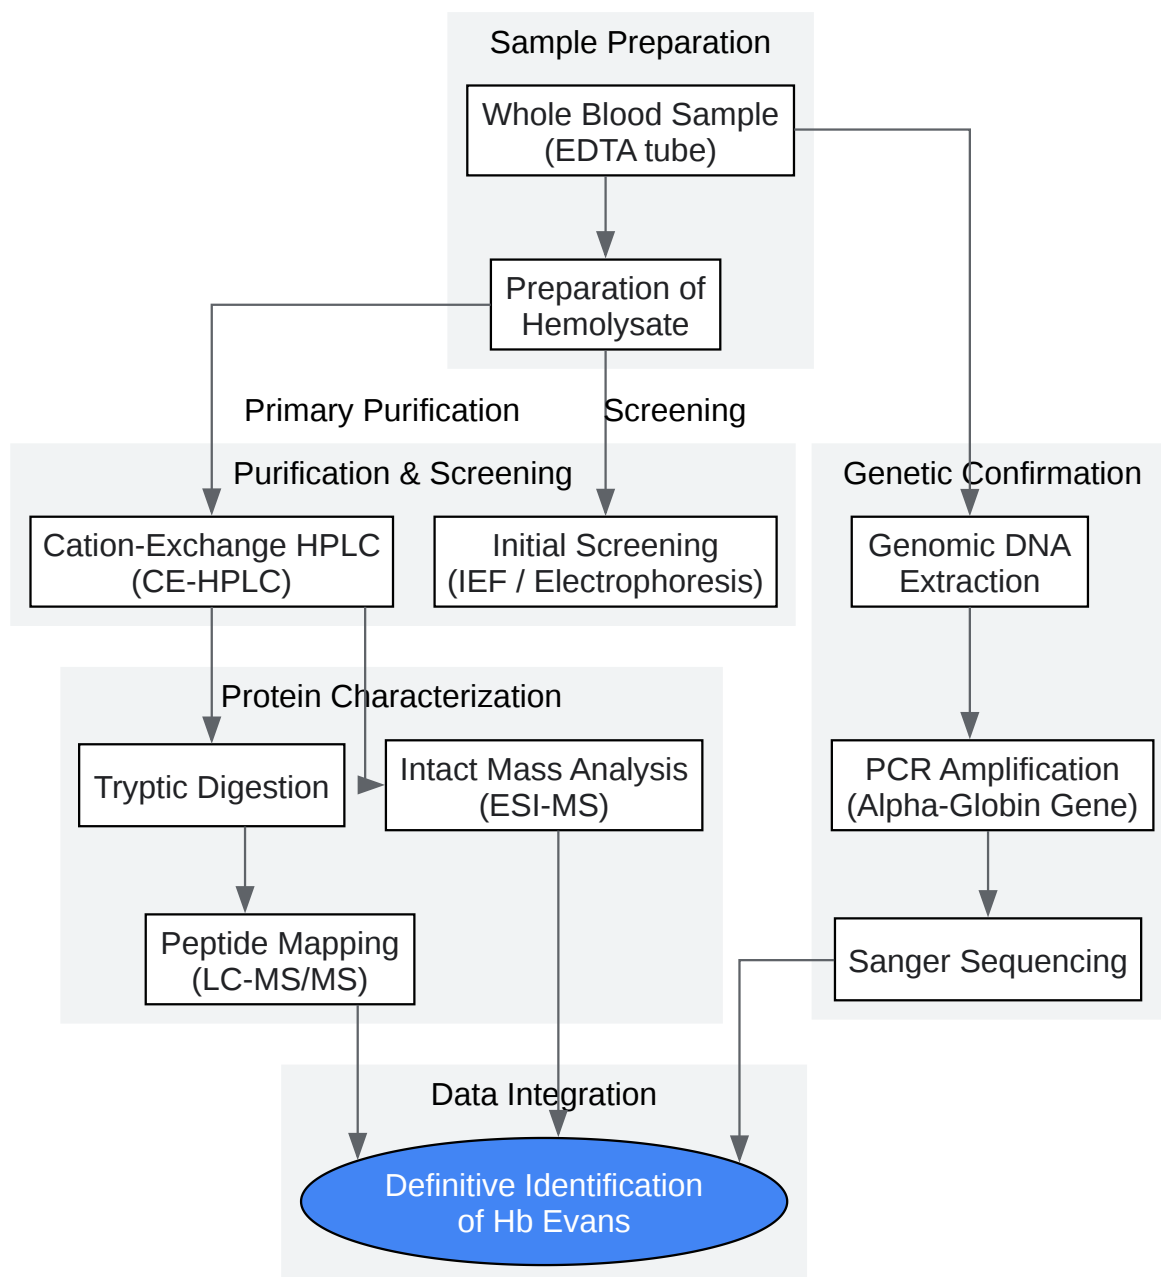 Sample Preparation
Whole Blood Sample
(EDTA tube)
Preparation of
Hemolysate
Primary Purification
Screening
Purification & Screening
Genetic Confirmation
Cation-Exchange HPLC
(CE-HPLC)
Initial Screening
(IEF / Electrophoresis)
Genomic DNA
Extraction
Protein Characterization
Tryptic Digestion
Intact Mass Analysis
(ESI-MS)
PCR Amplification
(Alpha-Globin Gene)
Peptide Mapping
(LC-MS/MS)
Sanger Sequencing
Data Integration
Definitive Identification
of Hb Evans